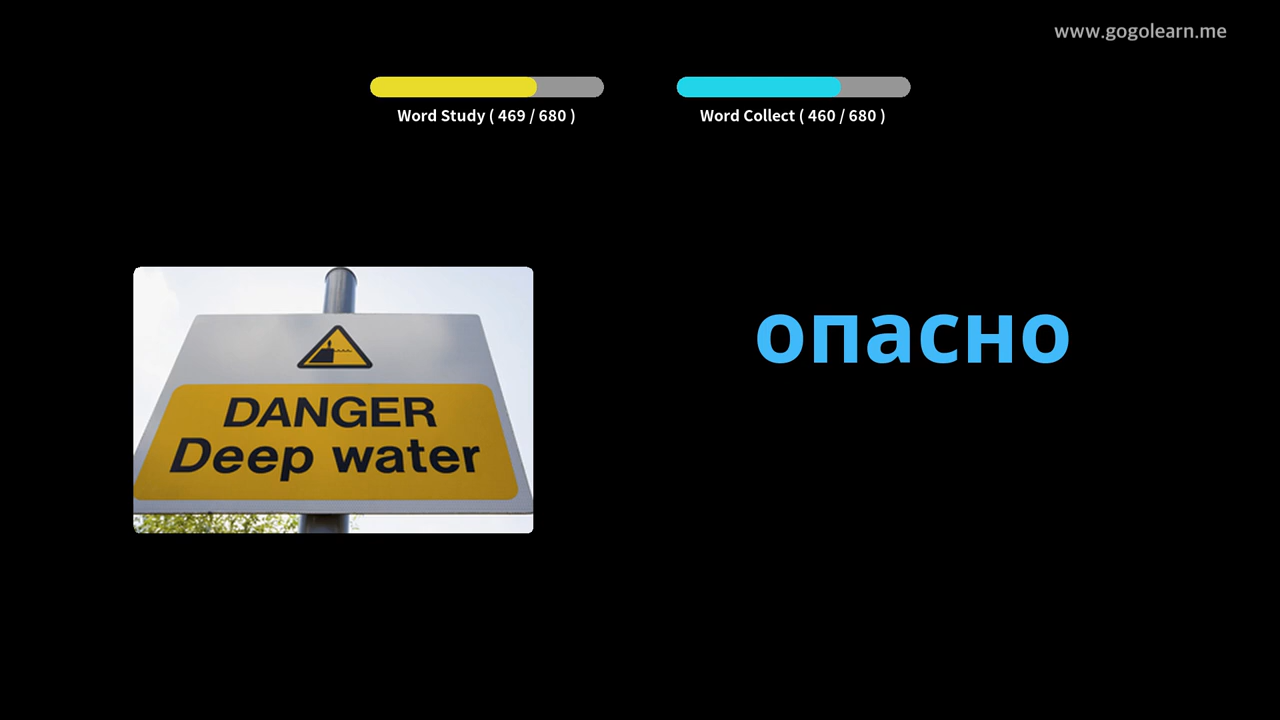 www.gogolearn.me
Word Study ( 469 / 680 )
Word Collect ( 460 / 680 )
опасно
DANGER
Deep water